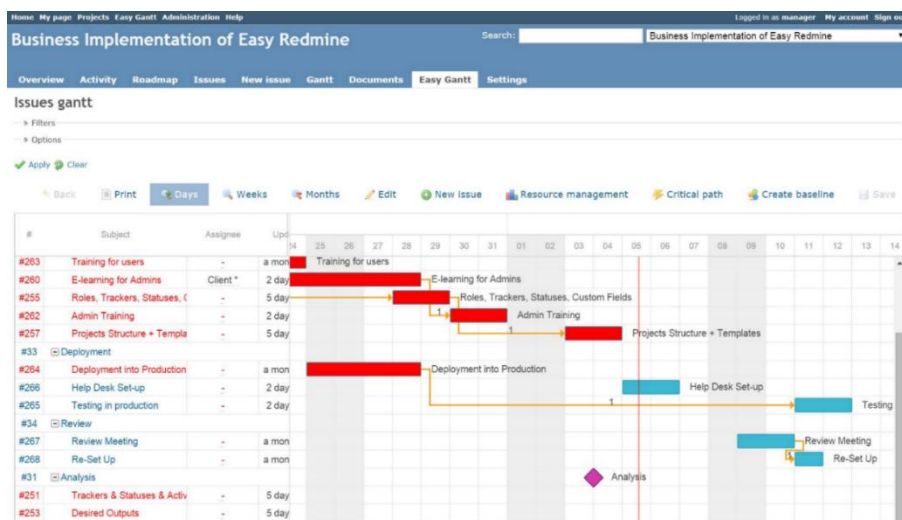 Home My page Projects Easy Gantt Administration Help Logged in as manager My account Sign ou
Business Implementation of Easy Redmine Search: Business Implementation of Easy Redmine
Overview Activity Roadmap Issues New issue Gantt Documents Easy Gantt Settings
Issues gantt
Filters
Options
Apply Clear
Back Print Days Weeks Months Edit New issue Resource management Critical path Create baseline Save
# Subject Assignee Upd
24 25 26 27 28 29 30 31 01 02 03 04 05 06 07 08 09 10 11 12 13 14
#263 Training for users - a mon Training for users
#260 E-learning for Admins Client * 2 day E-learning for Admins
#255 Roles, Trackers, Statuses, ( - 5 day Roles, Trackers, Statuses, Custom Fields
#262 Admin Training - 2 day 1 Admin Training
#257 Projects Structure + Templa - 5 day 1 Projects Structure + Templates
#33 Deployment
#264 Deployment into Production - a mon Deployment into Production
#266 Help Desk Set-up - 2 day Help Desk Set-up
#265 Testing in production - 2 day 1 Testing
#34 Review
#267 Review Meeting - a mon Review Meeting
#268 Re-Set Up - a mon 1 Re-Set Up
#31 Analysis Analysis
#251 Trackers & Statuses & Activ - 5 day
#253 Desired Outputs - 5 day